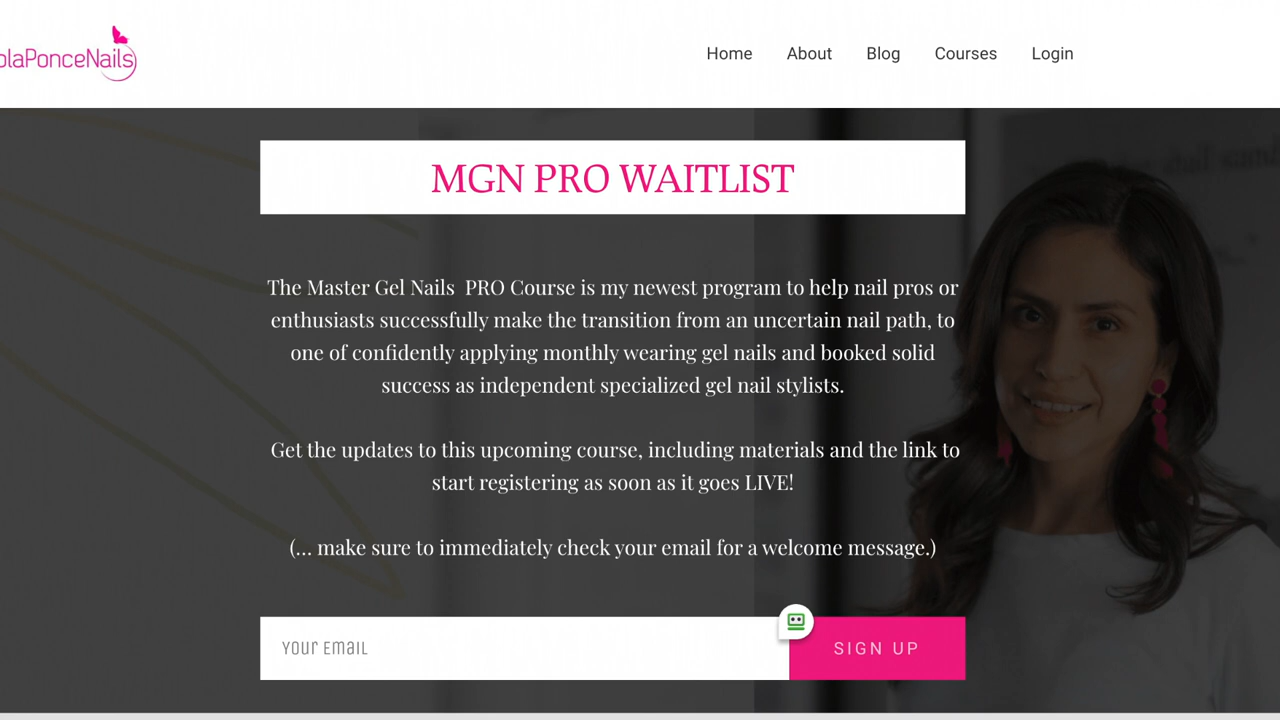 olaPonceNails
Home About Blog Courses Login
MGN PRO WAITLIST
The Master Gel Nails PRO Course is my newest program to help nail pros or
enthusiasts successfully make the transition from an uncertain nail path, to
one of confidently applying monthly wearing gel nails and booked solid
success as independent specialized gel nail stylists.
Get the updates to this upcoming course, including materials and the link to
start registering as soon as it goes LIVE!
(... make sure to immediately check your email for a welcome message.)
Your Email
SIGN UP